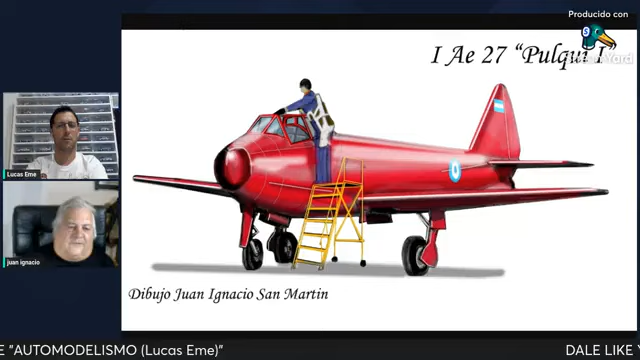 Producido con
StreamYard
I Ae 27 "Pulqui I"
Lucas Eme
juan ignacio
Dibujo Juan Ignacio San Martin
E "AUTOMODELISMO (Lucas Eme)"
DALE LIKE Y